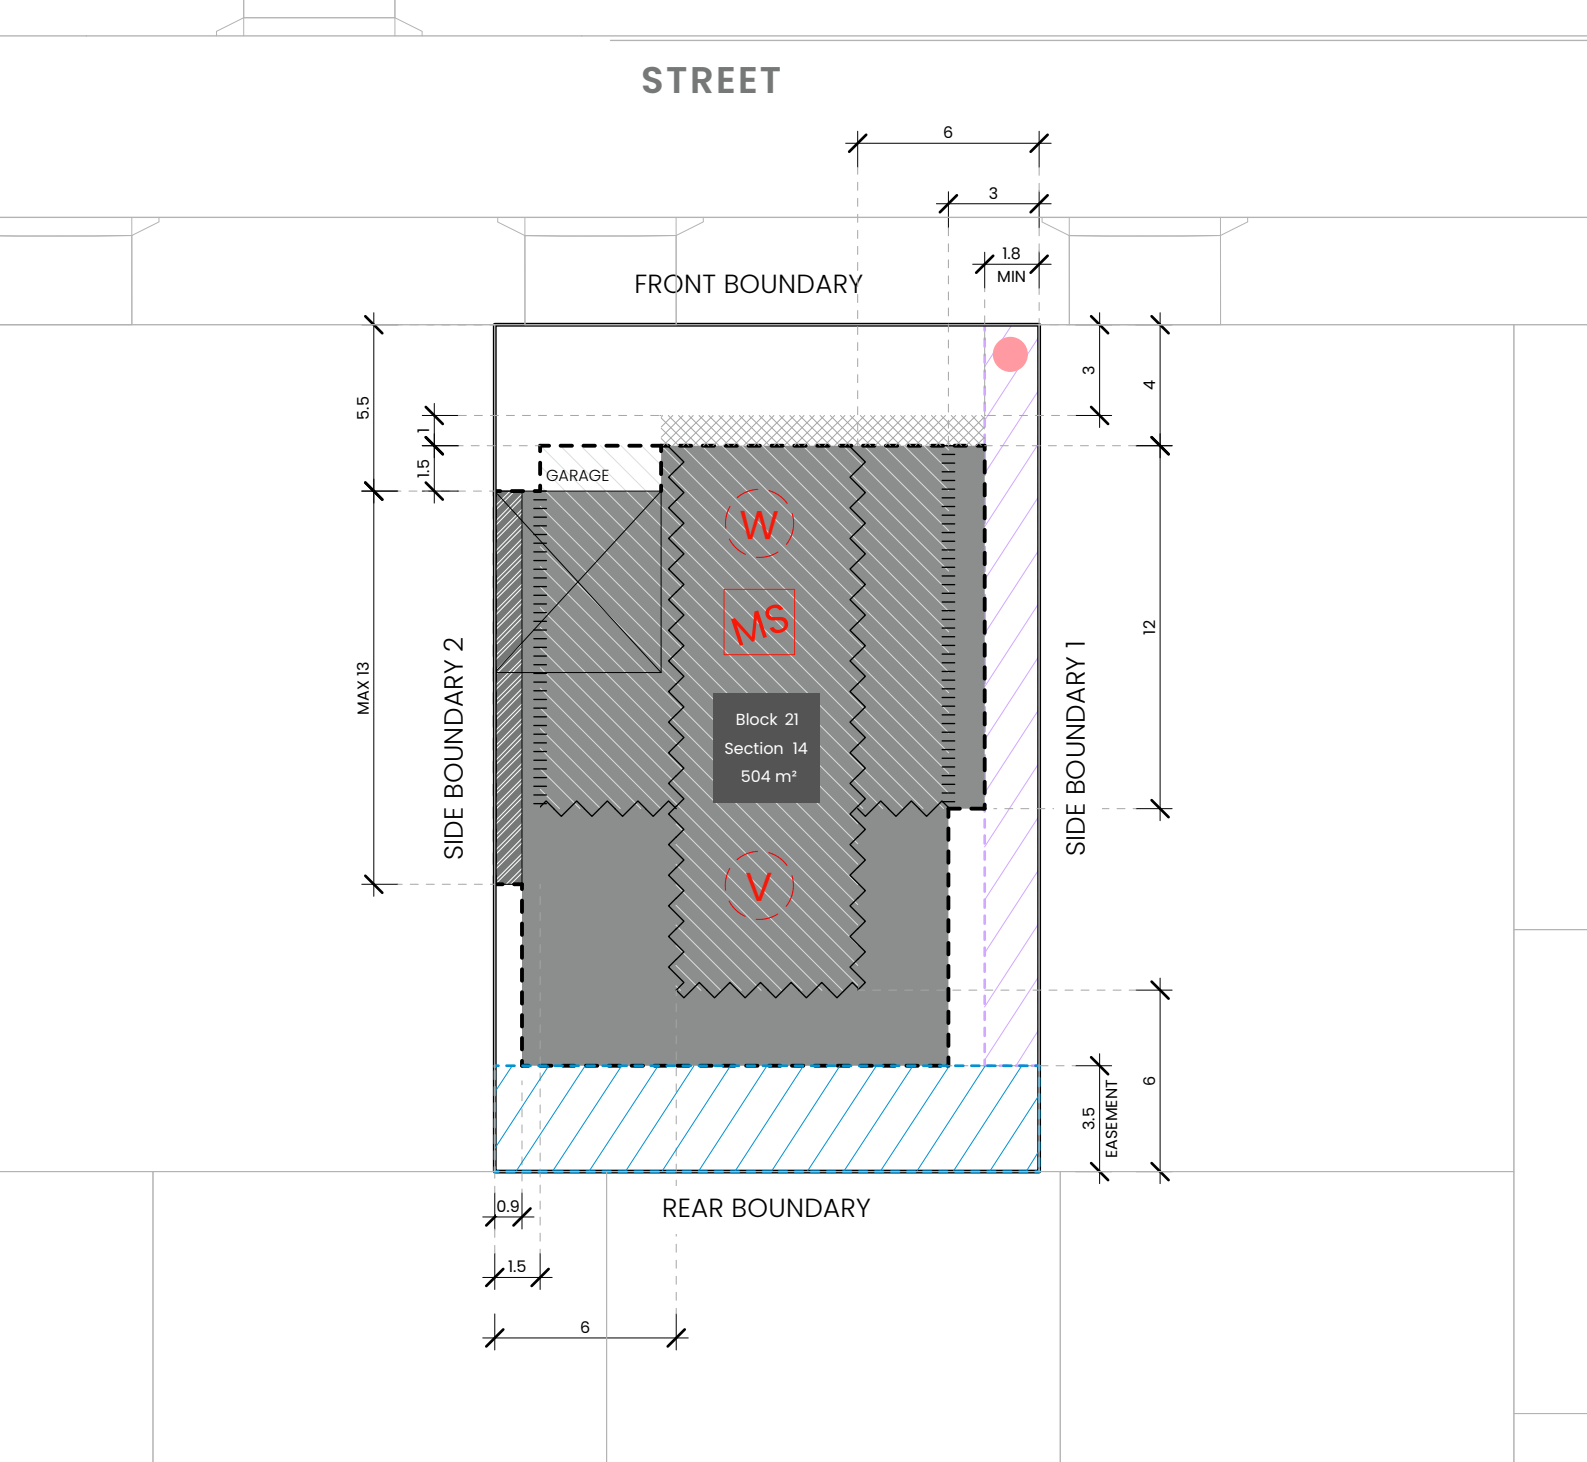 STREET
6
3
1.8
MIN
FRONT BOUNDARY
5.5
1
1.5
3
4
GARAGE
W
MS
12
MAX 13
SIDE BOUNDARY 2
Block 21
Section 14
504 m²
SIDE BOUNDARY 1
V
3.5
EASEMENT
6
0.9
REAR BOUNDARY
1.5
6